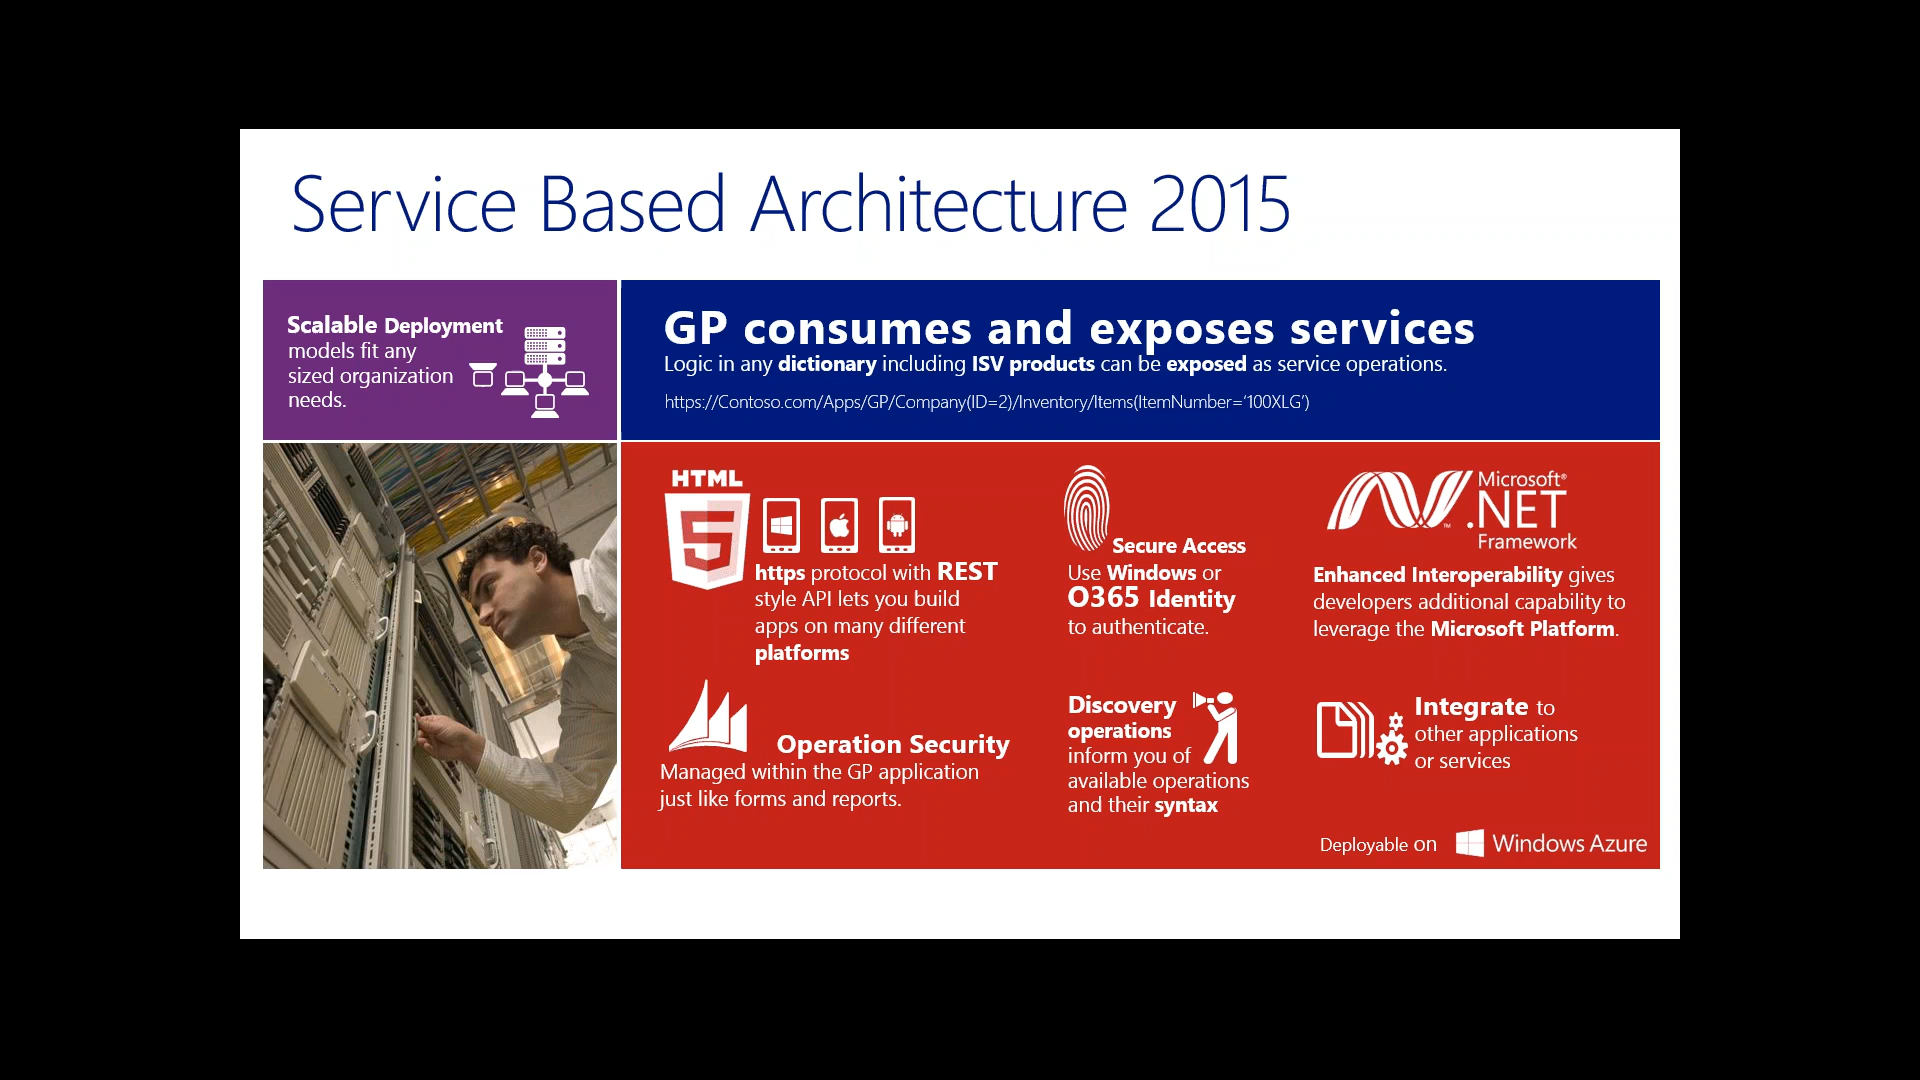 Service Based Architecture 2015
Scalable Deployment
models fit any
sized organization
needs.
GP consumes and exposes services
Logic in any dictionary including ISV products can be exposed as service operations.
https://Contoso.com/Apps/GP/Company(ID=2)/Inventory/Items(ItemNumber=‘100XLG’)
HTML
5
https protocol with REST
style API lets you build
apps on many different
platforms
Secure Access
Use Windows or
O365 Identity
to authenticate.
Microsoft®
.NET
™
Framework
Enhanced Interoperability gives
developers additional capability to
leverage the Microsoft Platform.
Operation Security
Managed within the GP application
just like forms and reports.
Discovery
operations
inform you of
available operations
and their syntax
Integrate to
other applications
or services
Deployable on Windows Azure